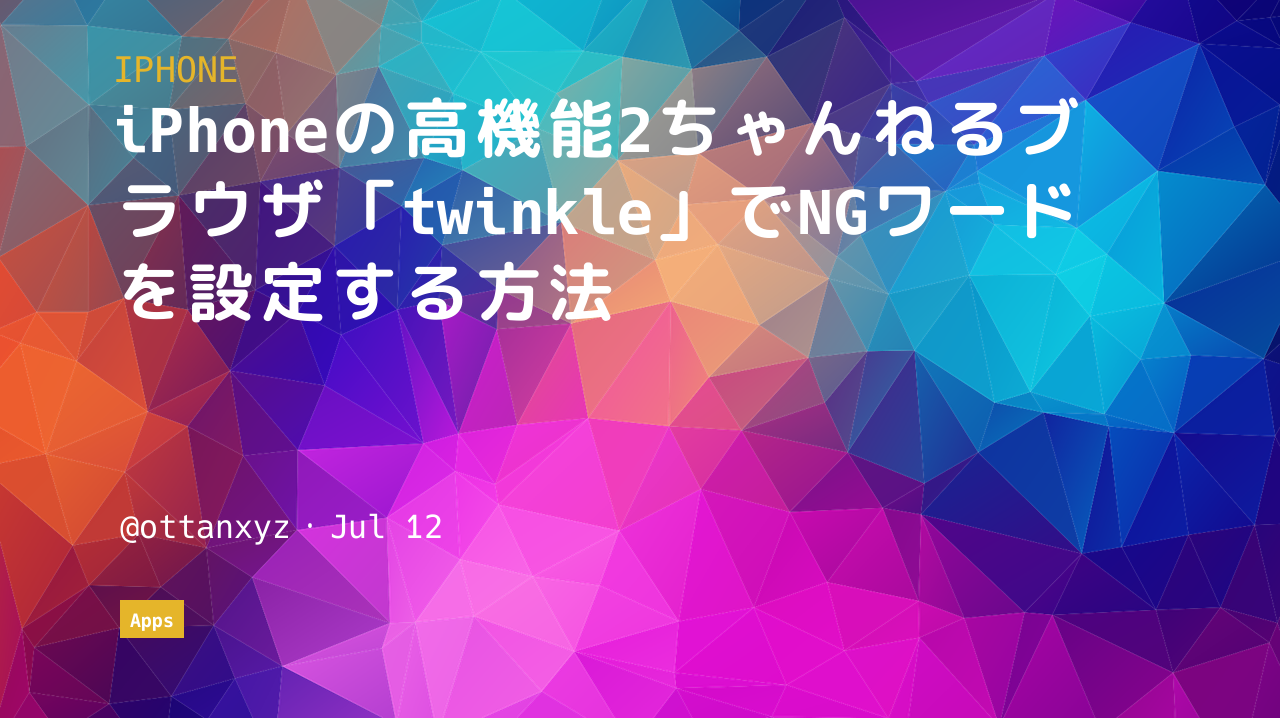 IPHONE
iPhoneの高機能2ちゃんねるブ
ラウザ「twinkle」でNGワード
を設定する方法
@ottanxyz · Jul 12
Apps